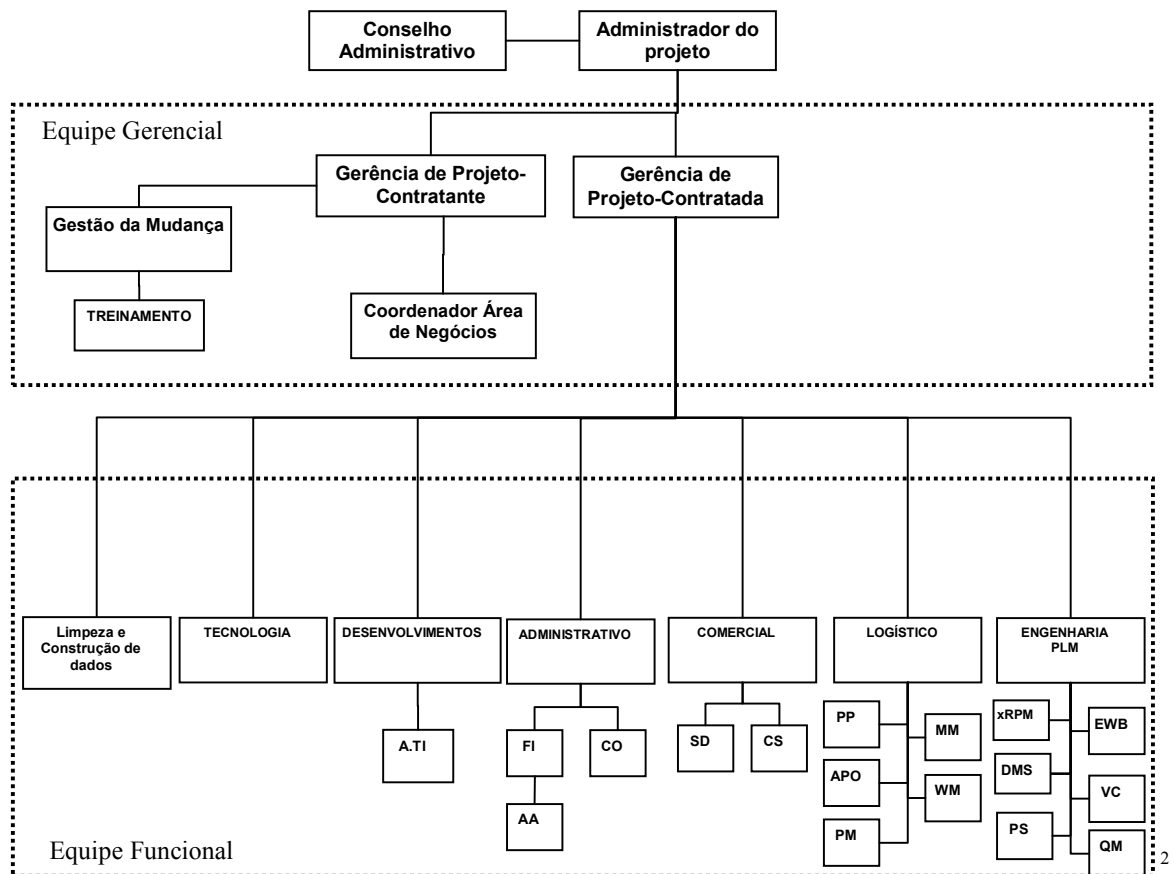 Conselho
Administrativo
Administrador do
projeto
Equipe Gerencial
Gerência de Projeto-
Contratante
Gerência de
Projeto-Contratada
Gestão da Mudança
TREINAMENTO
Coordenador Área
de Negócios
Limpeza e
Construção de
dados
TECNOLOGIA
DESENVOLVIMENTOS
ADMINISTRATIVO
COMERCIAL
LOGÍSTICO
ENGENHARIA
PLM
A.TI
FI
CO
AA
SD
CS
PP
MM
APO
WM
PM
xRPM
EWB
DMS
VC
PS
QM
Equipe Funcional
2